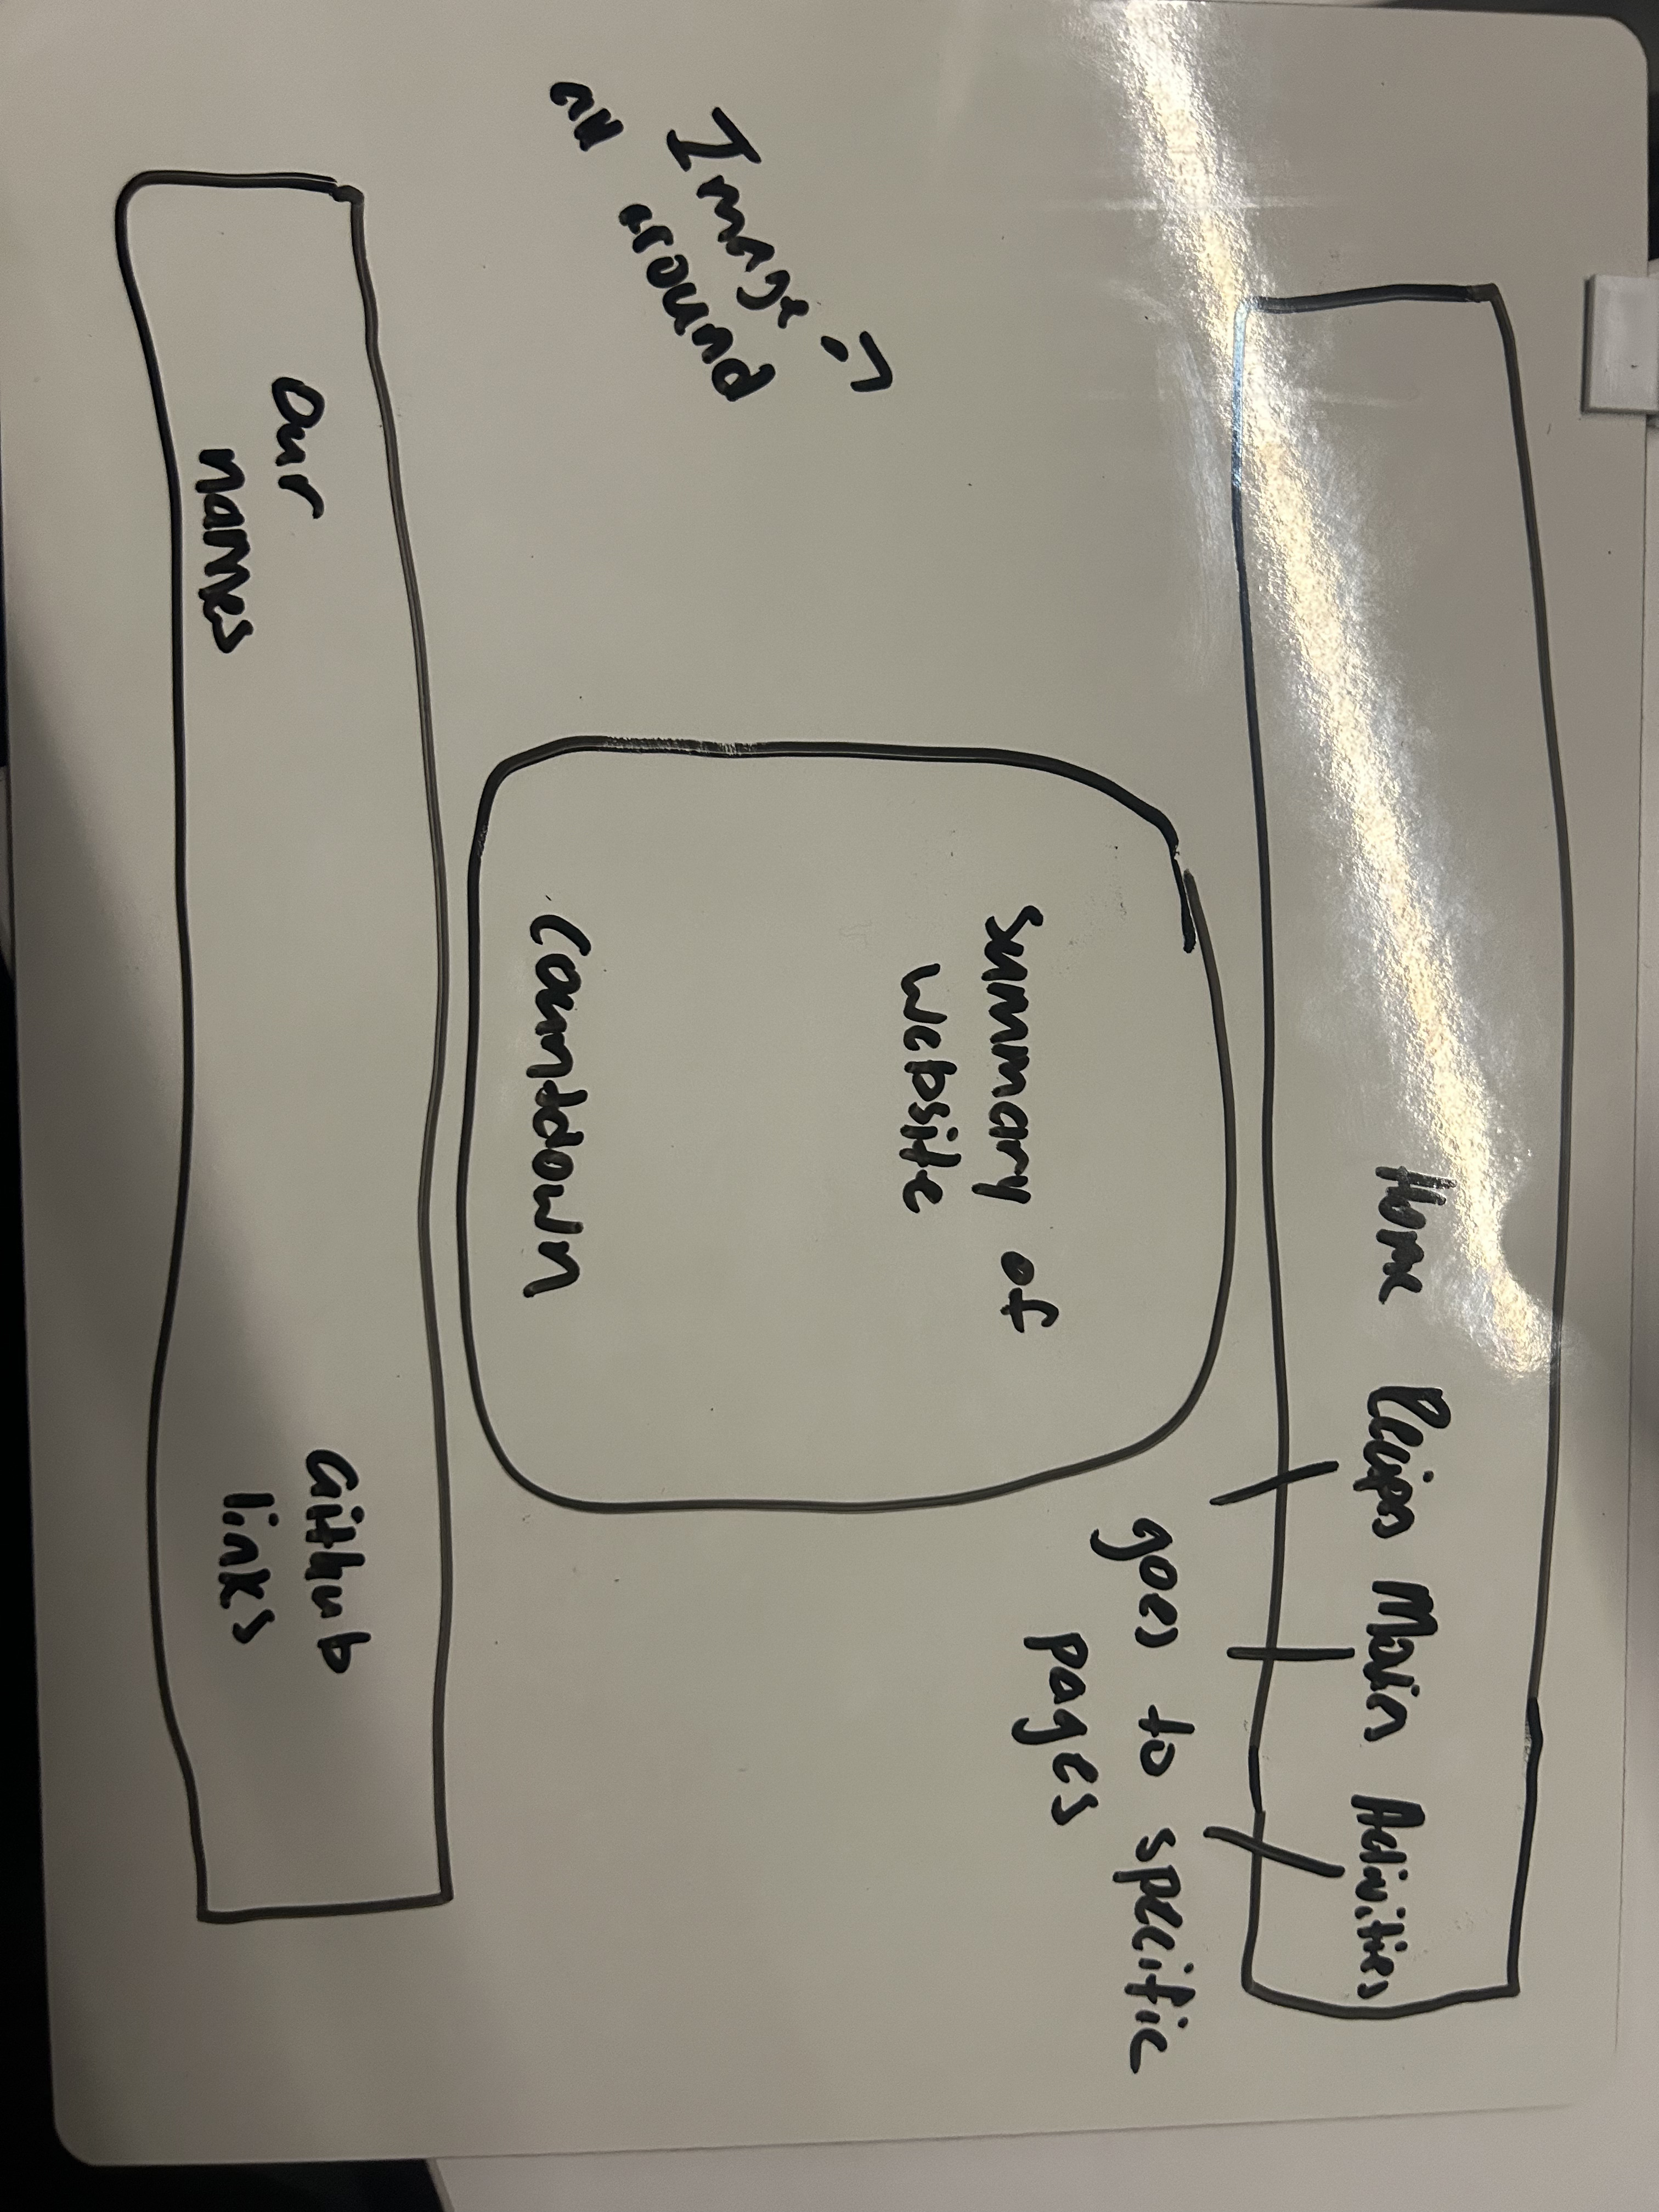 Home Recipes Main Activities
goes to specific
pages
Summary of
website
Countdown
Image →
all around
Our
names
Github
links